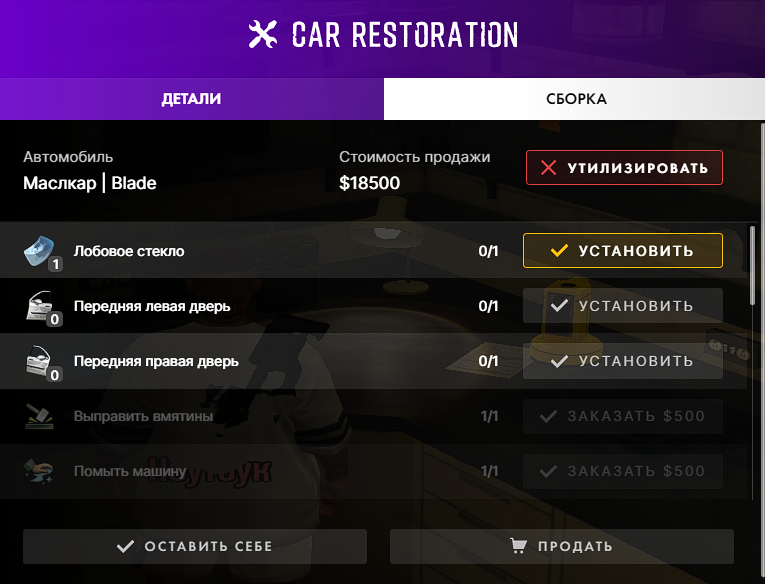 CAR RESTORATION
ДЕТАЛИ
СБОРКА
Автомобиль
Маслкар | Blade
Стоимость продажи
$18500
УТИЛИЗИРОВАТЬ
1
Лобовое стекло
0/1
УСТАНОВИТЬ
0
Передняя левая дверь
0/1
УСТАНОВИТЬ
0
Передняя правая дверь
0/1
УСТАНОВИТЬ
Выправить вмятины
1/1
ЗАКАЗАТЬ $500
Помыть машину
1/1
ЗАКАЗАТЬ $500
ОСТАВИТЬ СЕБЕ
ПРОДАТЬ